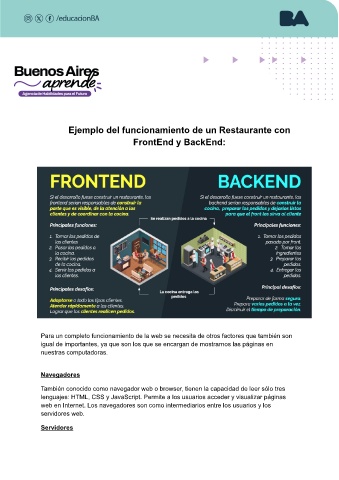 /educacionBA
BA
Buenos Aires
aprende
Agencia de Habilidades para el Futuro
Ejemplo del funcionamiento de un Restaurante con
FrontEnd y BackEnd:
FRONTEND
Si el desarrollo fuese construir un restaurante, los
frontend serían responsables de construir la
parte que es visible, de la atención a los
clientes y de coordinar con la cocina.
Principales funciones:
1. Tomar los pedidos de
los clientes.
2. Pasar los pedidos a
la cocina.
3. Recibir los pedidos
de la cocina.
4. Servir los pedidos a
los clientes.
Principales desafíos:
Adaptarse a todo los tipos clientes.
Atender rápidamente a los clientes.
Lograr que los clientes realicen pedidos.
Se realizan pedidos a la cocina
La cocina entrega los
pedidos
BACKEND
Si el desarrollo fuese construir un restaurante, los
backend serían responsables de construir la
cocina, preparar los pedidos y dejarlos listos
para que el front los sirva al cliente
Principales funciones:
1. Tomar los pedidos
pasado por front.
2. Tomar los
ingredientes
3. Preparar los
pedidos.
4. Entregar los
pedidos.
Principal desafíos:
Prepararlo de forma segura.
Preparar varios pedidos a la vez.
Disminuir el tiempo de preparación.
Para un completo funcionamiento de la web se necesita de otros factores que también son
igual de importantes, ya que son los que se encargan de mostrarnos las páginas en
nuestras computadoras.
Navegadores
También conocido como navegador web o browser, tienen la capacidad de leer sólo tres
lenguajes: HTML, CSS y JavaScript. Permite a los usuarios acceder y visualizar páginas
web en Internet. Los navegadores son como intermediarios entre los usuarios y los
servidores web.
Servidores